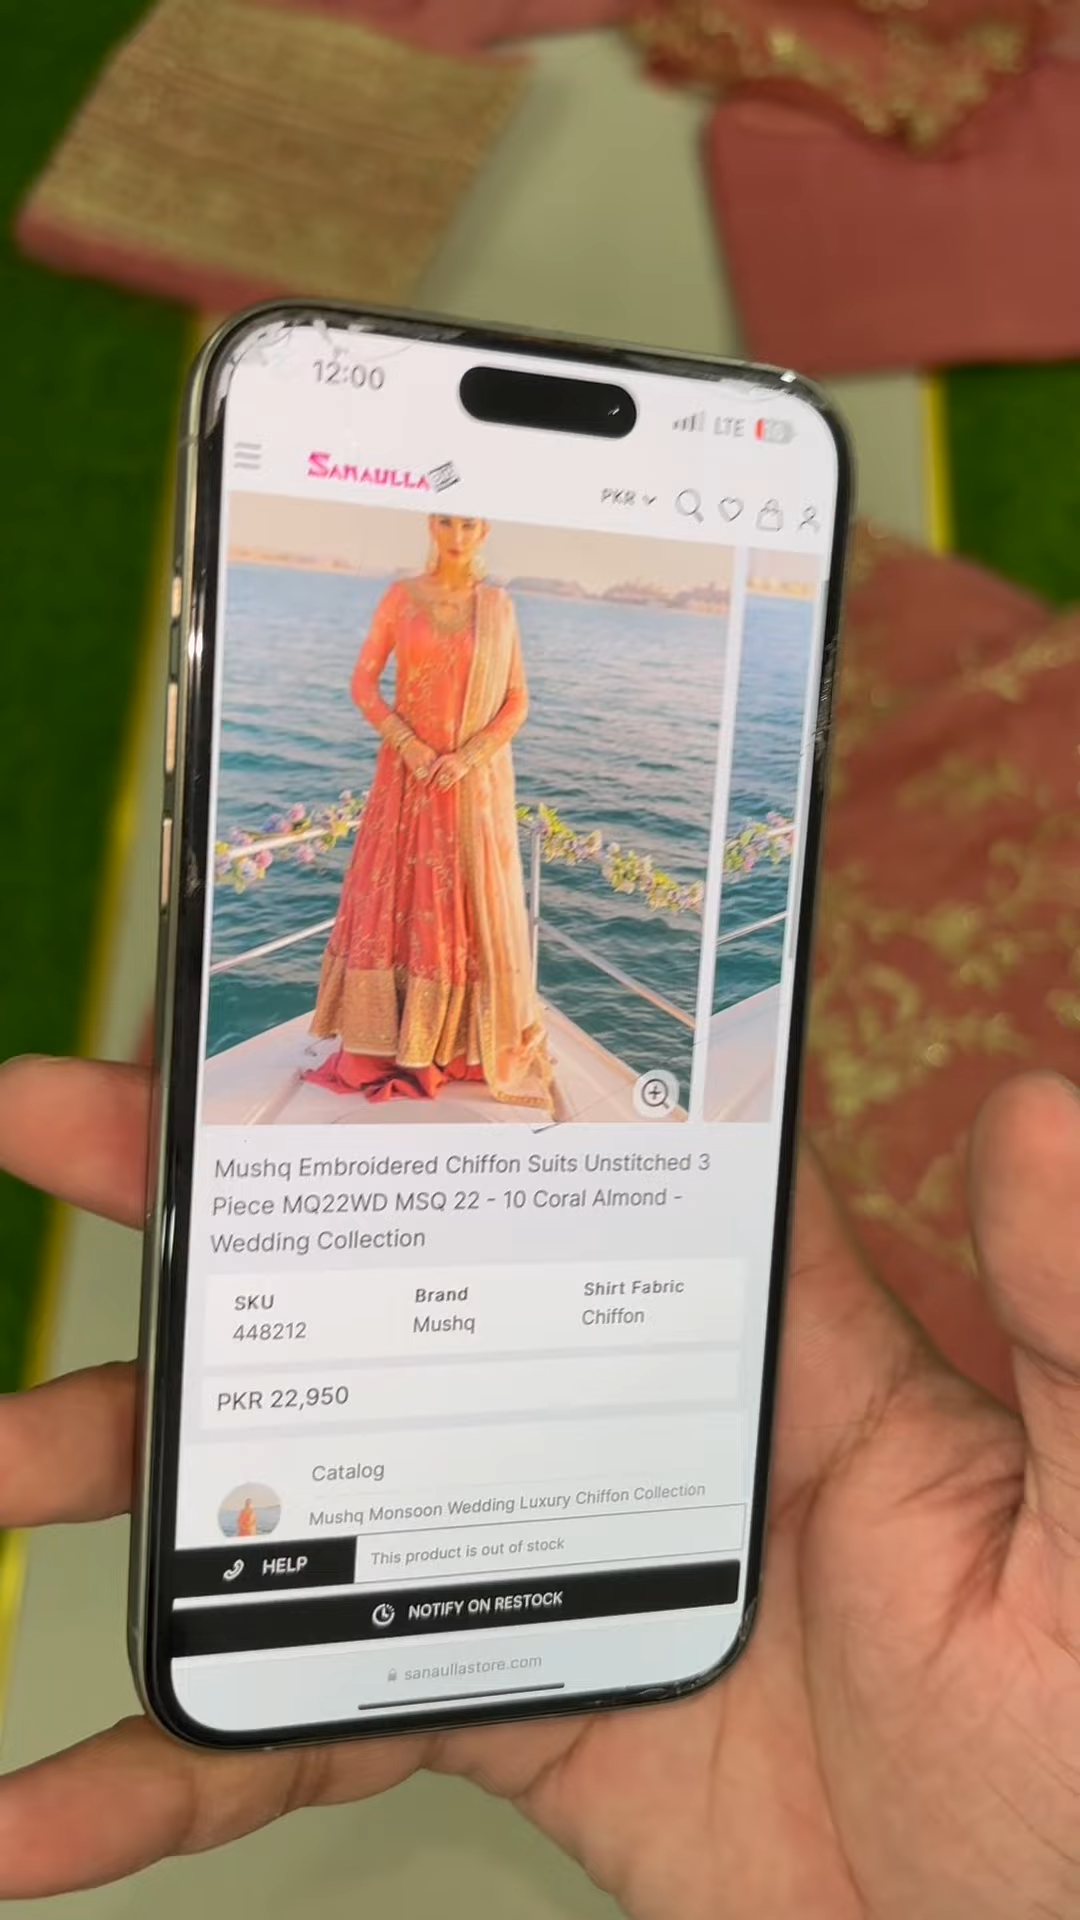 12:00
LTE
SANAULLA
PKR
Mushq Embroidered Chiffon Suits Unstitched 3
Piece MQ22WD MSQ 22 - 10 Coral Almond -
Wedding Collection
SKU
448212
Brand
Mushq
Shirt Fabric
Chiffon
PKR 22,950
Catalog
Mushq Monsoon Wedding Luxury Chiffon Collection
HELP
This product is out of stock
NOTIFY ON RESTOCK
sanaullastore.com